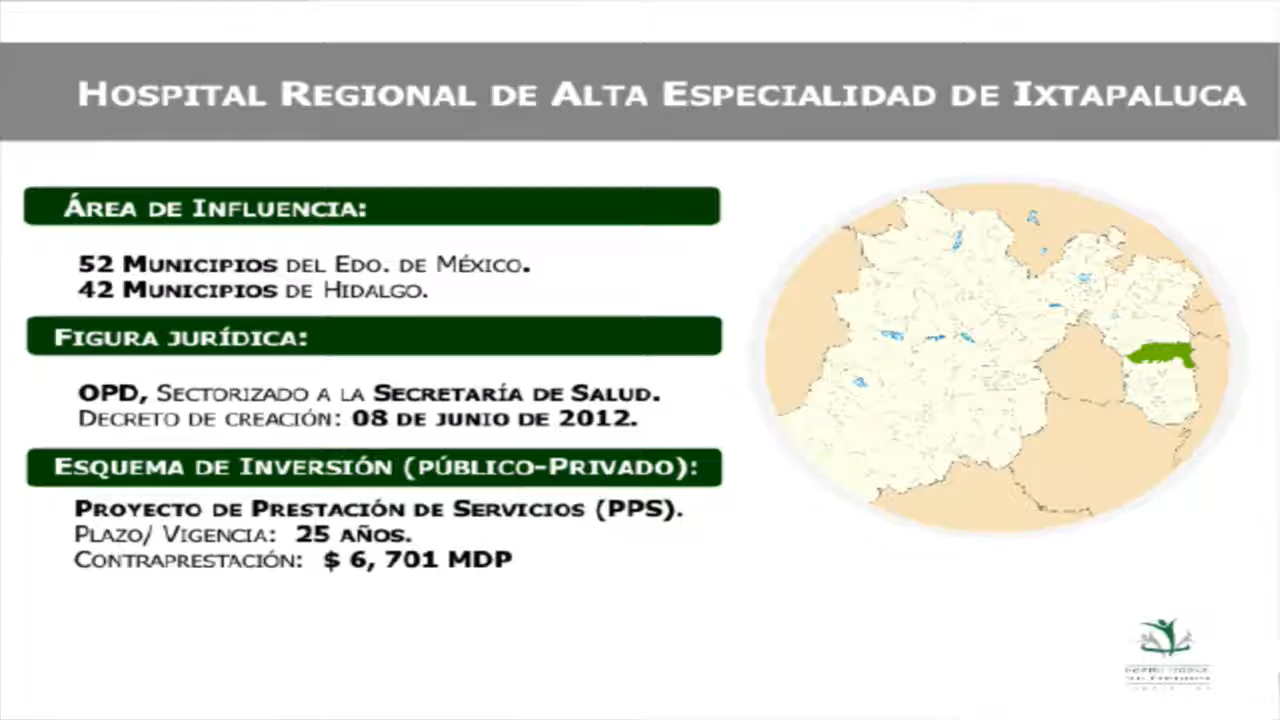 HOSPITAL REGIONAL DE ALTA ESPECIALIDAD DE IXTAPALUCA
ÁREA DE INFLUENCIA:
52 MUNICIPIOS DEL EDO. DE MÉXICO.
42 MUNICIPIOS DE HIDALGO.
FIGURA JURÍDICA:
OPD, SECTORIZADO A LA SECRETARÍA DE SALUD.
DECRETO DE CREACIÓN: 08 DE JUNIO DE 2012.
ESQUEMA DE INVERSIÓN (PÚBLICO-PRIVADO):
PROYECTO DE PRESTACIÓN DE SERVICIOS (PPS).
PLAZO/ VIGENCIA: 25 AÑOS.
CONTRAPRESTACIÓN: $ 6, 701 MDP